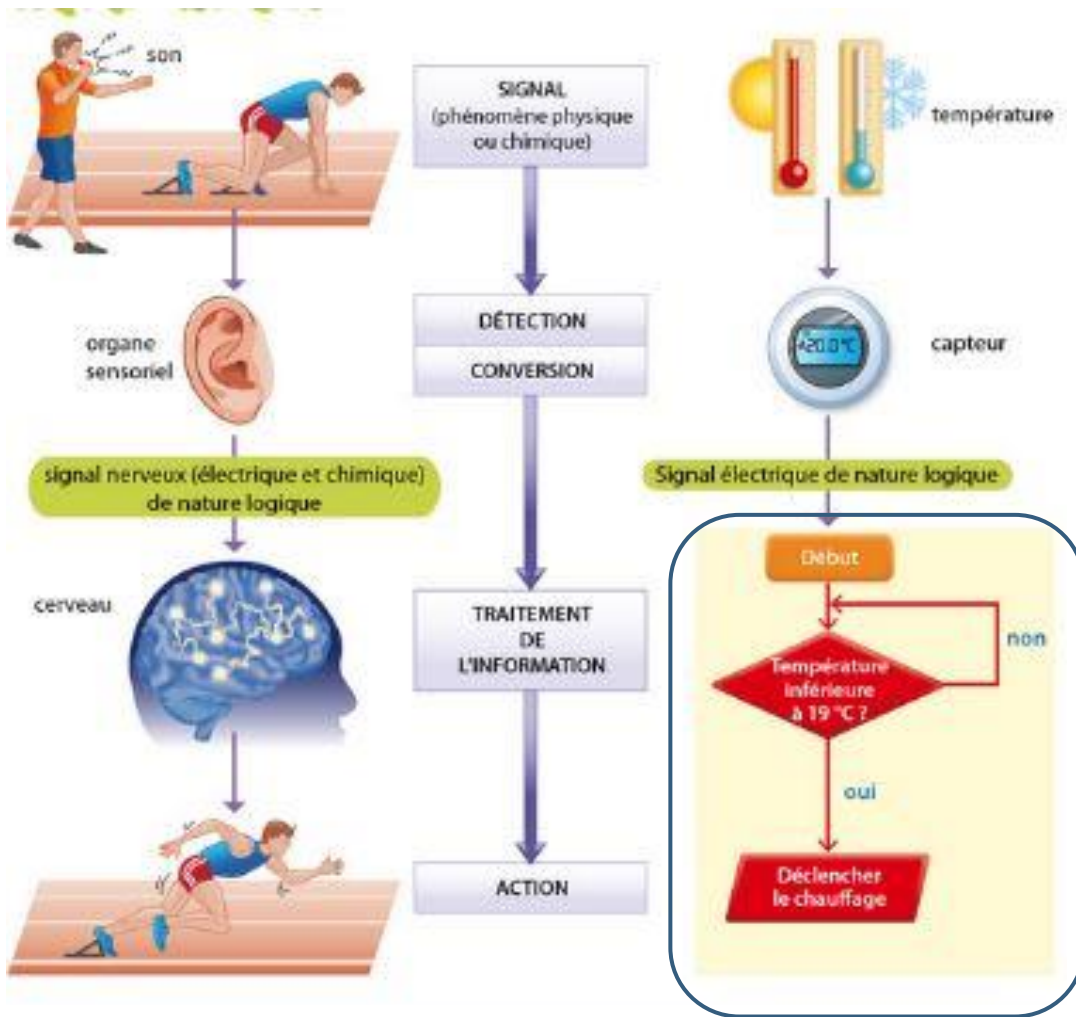 son
SIGNAL
(phénomène physique
ou chimique)
température
organe
sensoriel
DÉTECTION
CONVERSION
20.0°C
capteur
signal nerveux (électrique et chimique)
de nature logique
Signal électrique de nature logique
cerveau
TRAITEMENT
DE
L'INFORMATION
Début
non
Température
inférieure
à 19 °C ?
oui
ACTION
Déclencher
le chauffage